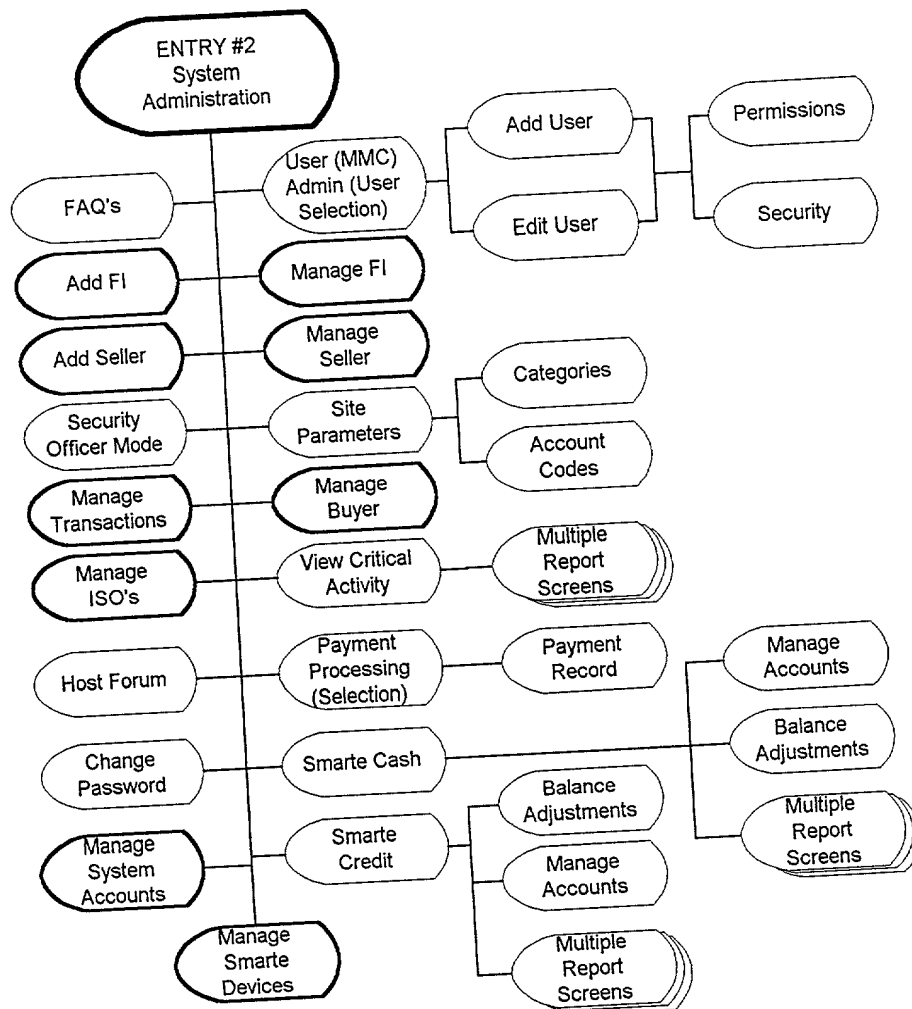 ENTRY #2
System
Administration
FAQ's
User (MMC)
Admin (User
Selection)
Add User
Edit User
Permissions
Security
Add FI
Manage FI
Add Seller
Manage
Seller
Security
Officer Mode
Site
Parameters
Categories
Account
Codes
Manage
Transactions
Manage
Buyer
Manage
ISO's
View Critical
Activity
Multiple
Report
Screens
Host Forum
Payment
Processing
(Selection)
Payment
Record
Change
Password
Smarte Cash
Manage
Accounts
Balance
Adjustments
Multiple
Report
Screens
Manage
System
Accounts
Smarte
Credit
Balance
Adjustments
Manage
Accounts
Multiple
Report
Screens
Manage
Smarte
Devices